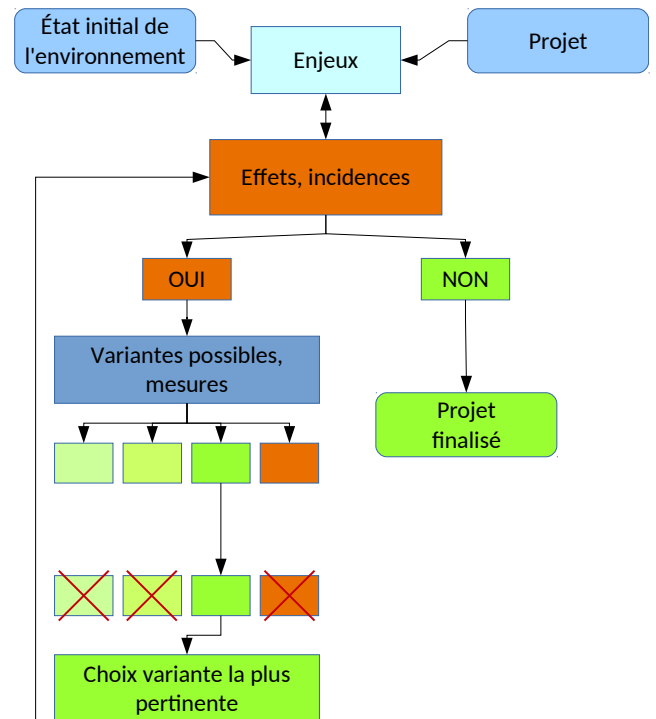 État initial de
l'environnement
Enjeux
Projet
Effets, incidences
OUI
NON
Variantes possibles,
mesures
Projet
finalisé
Choix variante la plus
pertinente